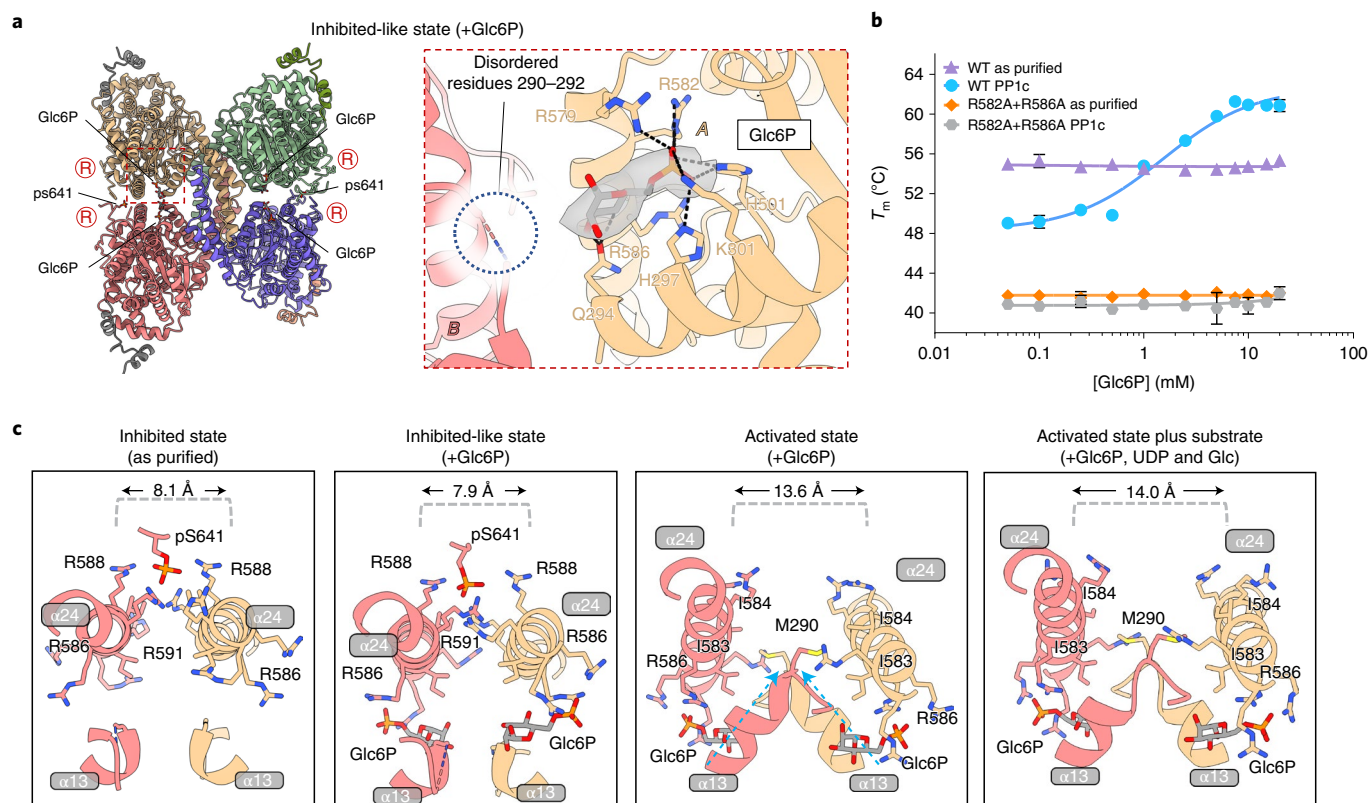 a
Inhibited-like state (+Glc6P)
Glc6P
Glc6P
R
R
ps641
ps641
R
R
Glc6P
Glc6P
Disordered
residues 290–292
R582
R579
A
Glc6P
H501
R586
K301
H297
Q294
B
b
WT as purified
WT PP1c
R582A+R586A as purified
R582A+R586A PP1c
Tm (°C)
64
60
56
52
48
44
40
0.01
0.1
1
10
100
[Glc6P] (mM)
c
Inhibited state
(as purified)
8.1 Å
pS641
R588
R588
α24
α24
R586
R591
R586
α13
α13
Inhibited-like state
(+Glc6P)
7.9 Å
pS641
R588
R588
α24
α24
R591
R586
R586
Glc6P
Glc6P
α13
α13
Activated state
(+Glc6P)
13.6 Å
α24
α24
I584
I584
M290
I583
I583
R586
R586
Glc6P
Glc6P
α13
α13
Activated state plus substrate
(+Glc6P, UDP and Glc)
14.0 Å
α24
α24
I584
I584
M290
I583
I583
R586
R586
Glc6P
Glc6P
α13
α13